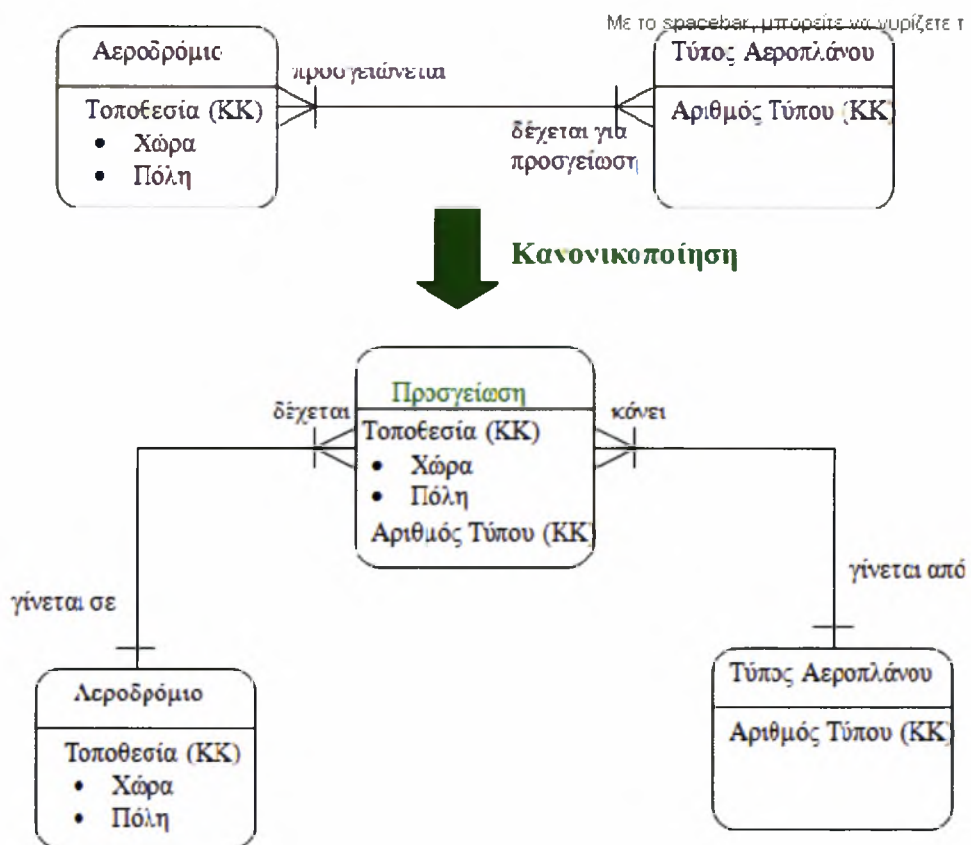 Με το spacebar, μπορείτε να γυρίζετε τ
Αεροδρόμιο
Τύπος Αεροπλάνου
προσγειώνεται
Τοποθεσία (ΚΚ)
• Χώρα
• Πόλη
Αριθμός Τύπου (ΚΚ)
δέχεται για
προσγείωση
Κανονικοποίηση
Προσγείωση
δέχεται
κάνει
Τοποθεσία (ΚΚ)
• Χώρα
• Πόλη
Αριθμός Τύπου (ΚΚ)
γίνεται σε
γίνεται από
Αεροδρόμιο
Τύπος Αεροπλάνου
Τοποθεσία (ΚΚ)
• Χώρα
• Πόλη
Αριθμός Τύπου (ΚΚ)